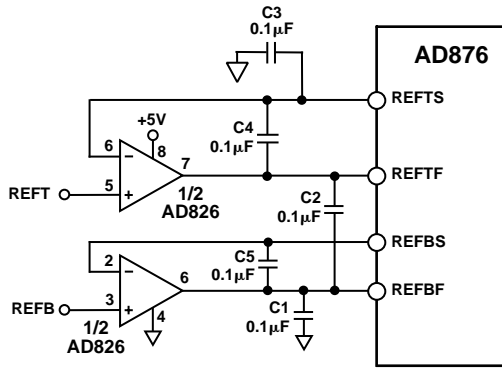 C3
0.1μF
AD876
REFTS
+5V
C4
0.1μF
6
8
7
REFTF
REFT
5
1/2
AD826
C2
0.1μF
REFBS
2
C5
0.1μF
6
REFBF
REFB
3
4
C1
0.1μF
1/2
AD826